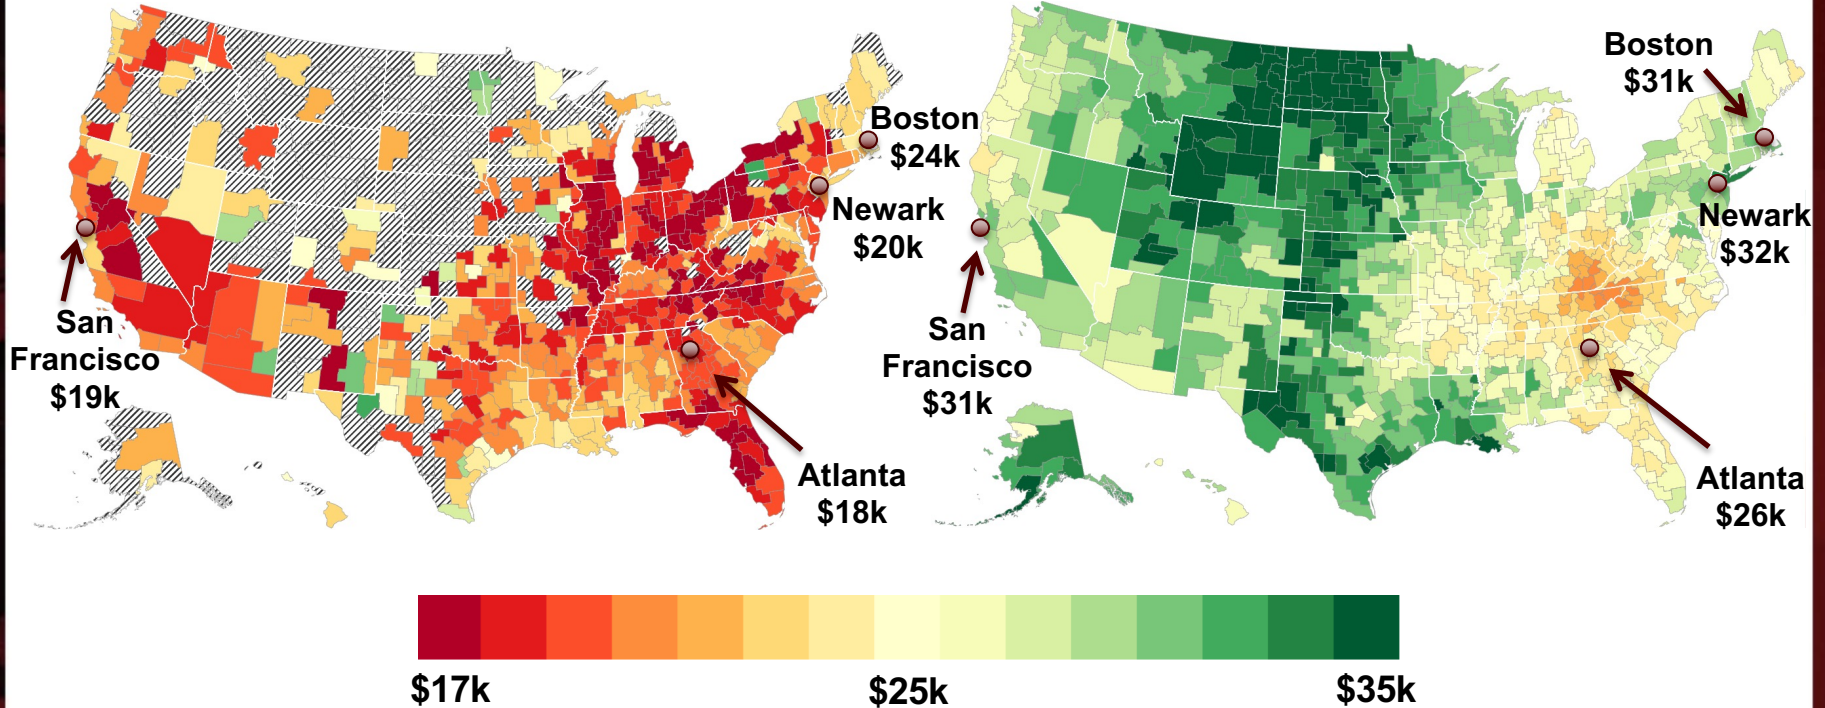 Boston
$24k
Newark
$20k
San
Francisco
$19k
Atlanta
$18k
Boston
$31k
Newark
$32k
San
Francisco
$31k
Atlanta
$26k
$17k
$25k
$35k